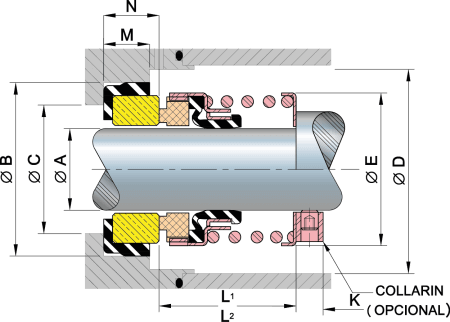 N
M
Ø B
Ø C
Ø A
Ø E
Ø D
L1
L2
K
COLLARIN
( OPCIONAL)